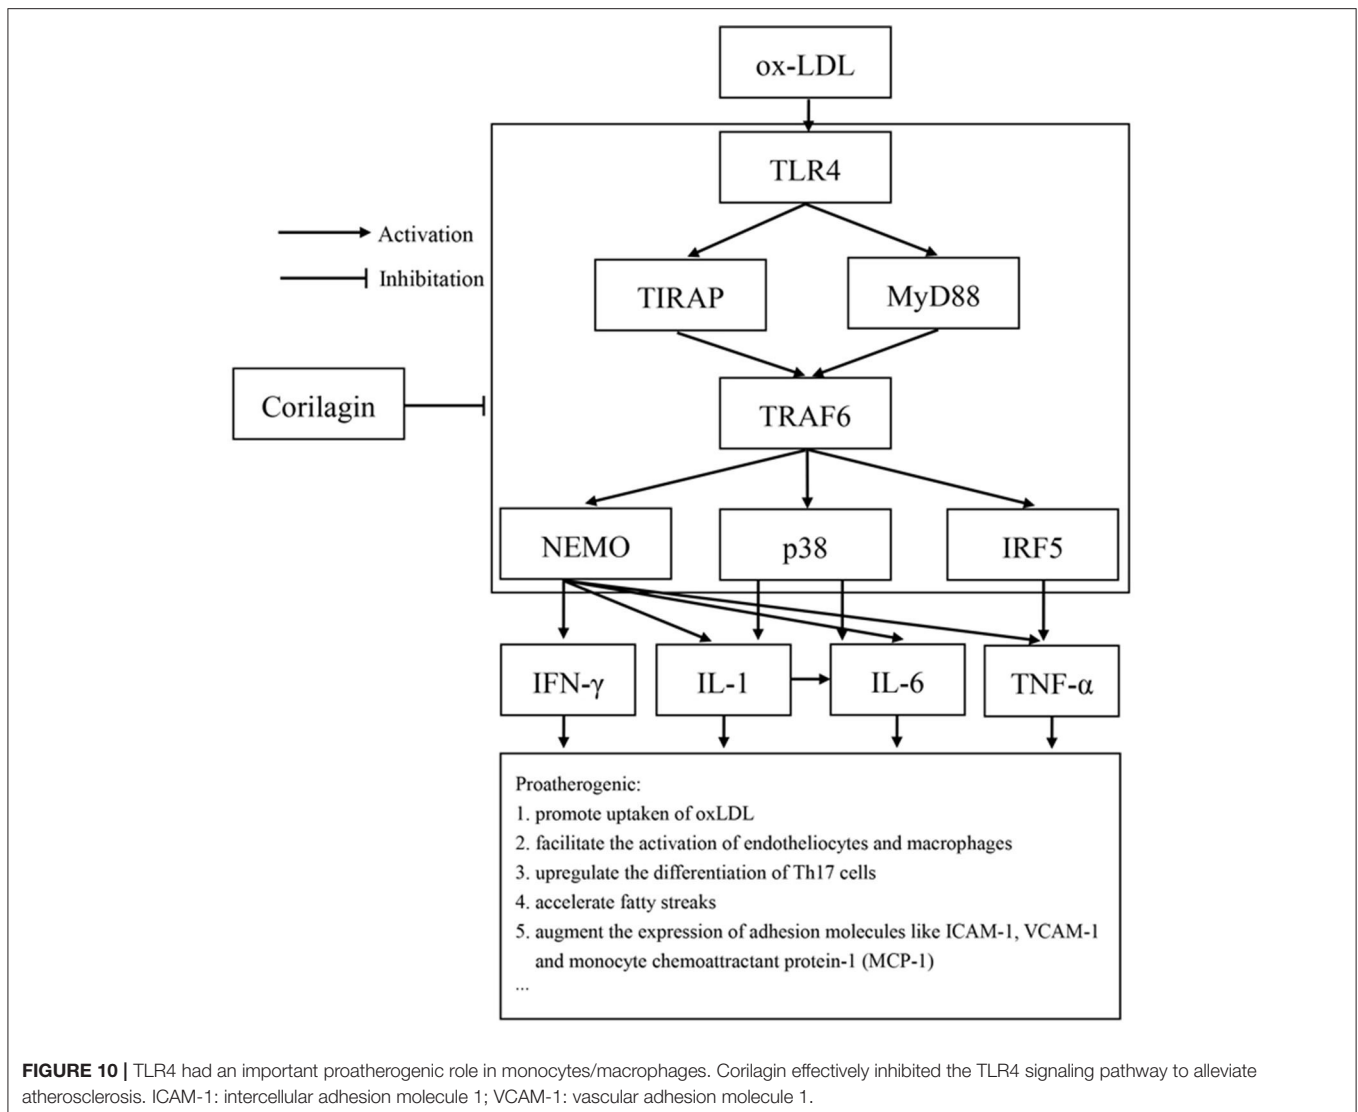 ox-LDL
TLR4
Activation
Inhibitation
TIRAP
MyD88
Corilagin
TRAF6
NEMO
p38
IRF5
IFN-γ
IL-1
IL-6
TNF-α
Proatherogenic:
1. promote uptaken of oxLDL
2. facilitate the activation of endotheliocytes and macrophages
3. upregulate the differentiation of Th17 cells
4. accelerate fatty streaks
5. augment the expression of adhesion molecules like ICAM-1, VCAM-1
and monocyte chemoattractant protein-1 (MCP-1)
...
FIGURE 10 | TLR4 had an important proatherogenic role in monocytes/macrophages. Corilagin effectively inhibited the TLR4 signaling pathway to alleviate
atherosclerosis. ICAM-1: intercellular adhesion molecule 1; VCAM-1: vascular adhesion molecule 1.